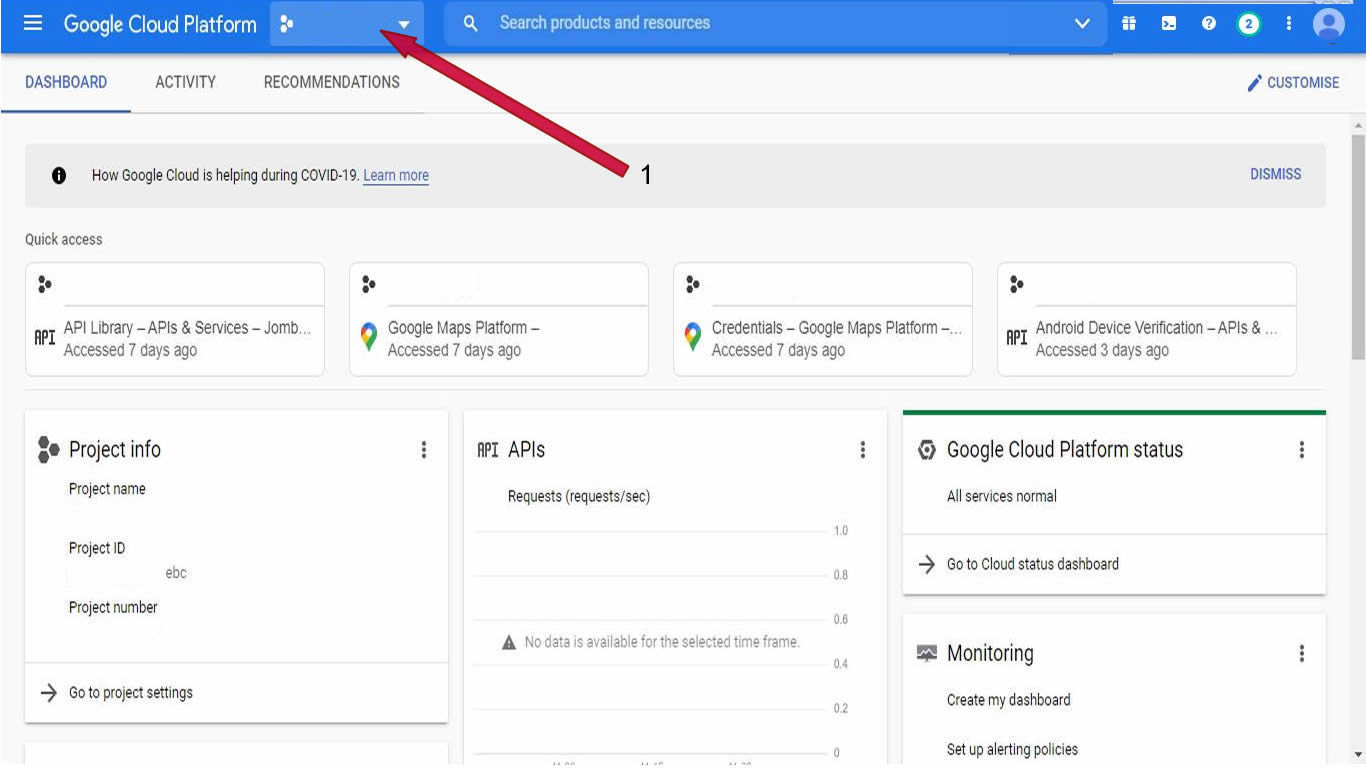 Google Cloud Platform
Search products and resources
2
DASHBOARD
ACTIVITY
RECOMMENDATIONS
CUSTOMISE
How Google Cloud is helping during COVID-19. Learn more
DISMISS
1
Quick access
API
API Library – APIs & Services – Jomb...
Accessed 7 days ago
Google Maps Platform –
Accessed 7 days ago
Credentials – Google Maps Platform –...
Accessed 7 days ago
API
Android Device Verification – APIs & ...
Accessed 3 days ago
Project info
Project name
Project ID
ebc
Project number
Go to project settings
API APIs
Requests (requests/sec)
1.0
0.8
0.6
No data is available for the selected time frame.
0.4
0.2
0
Google Cloud Platform status
All services normal
Go to Cloud status dashboard
Monitoring
Create my dashboard
Set up alerting policies